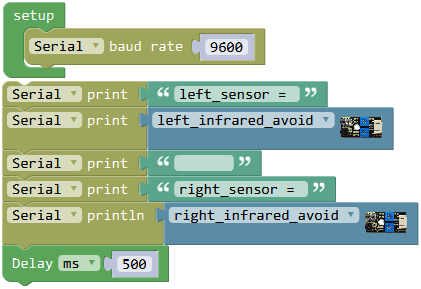 setup
Serial baud rate 9600
Serial print “ left_sensor = ”
Serial print left_infrared_avoid
Serial print “ ”
Serial print “ right_sensor = ”
Serial println right_infrared_avoid
Delay ms 500